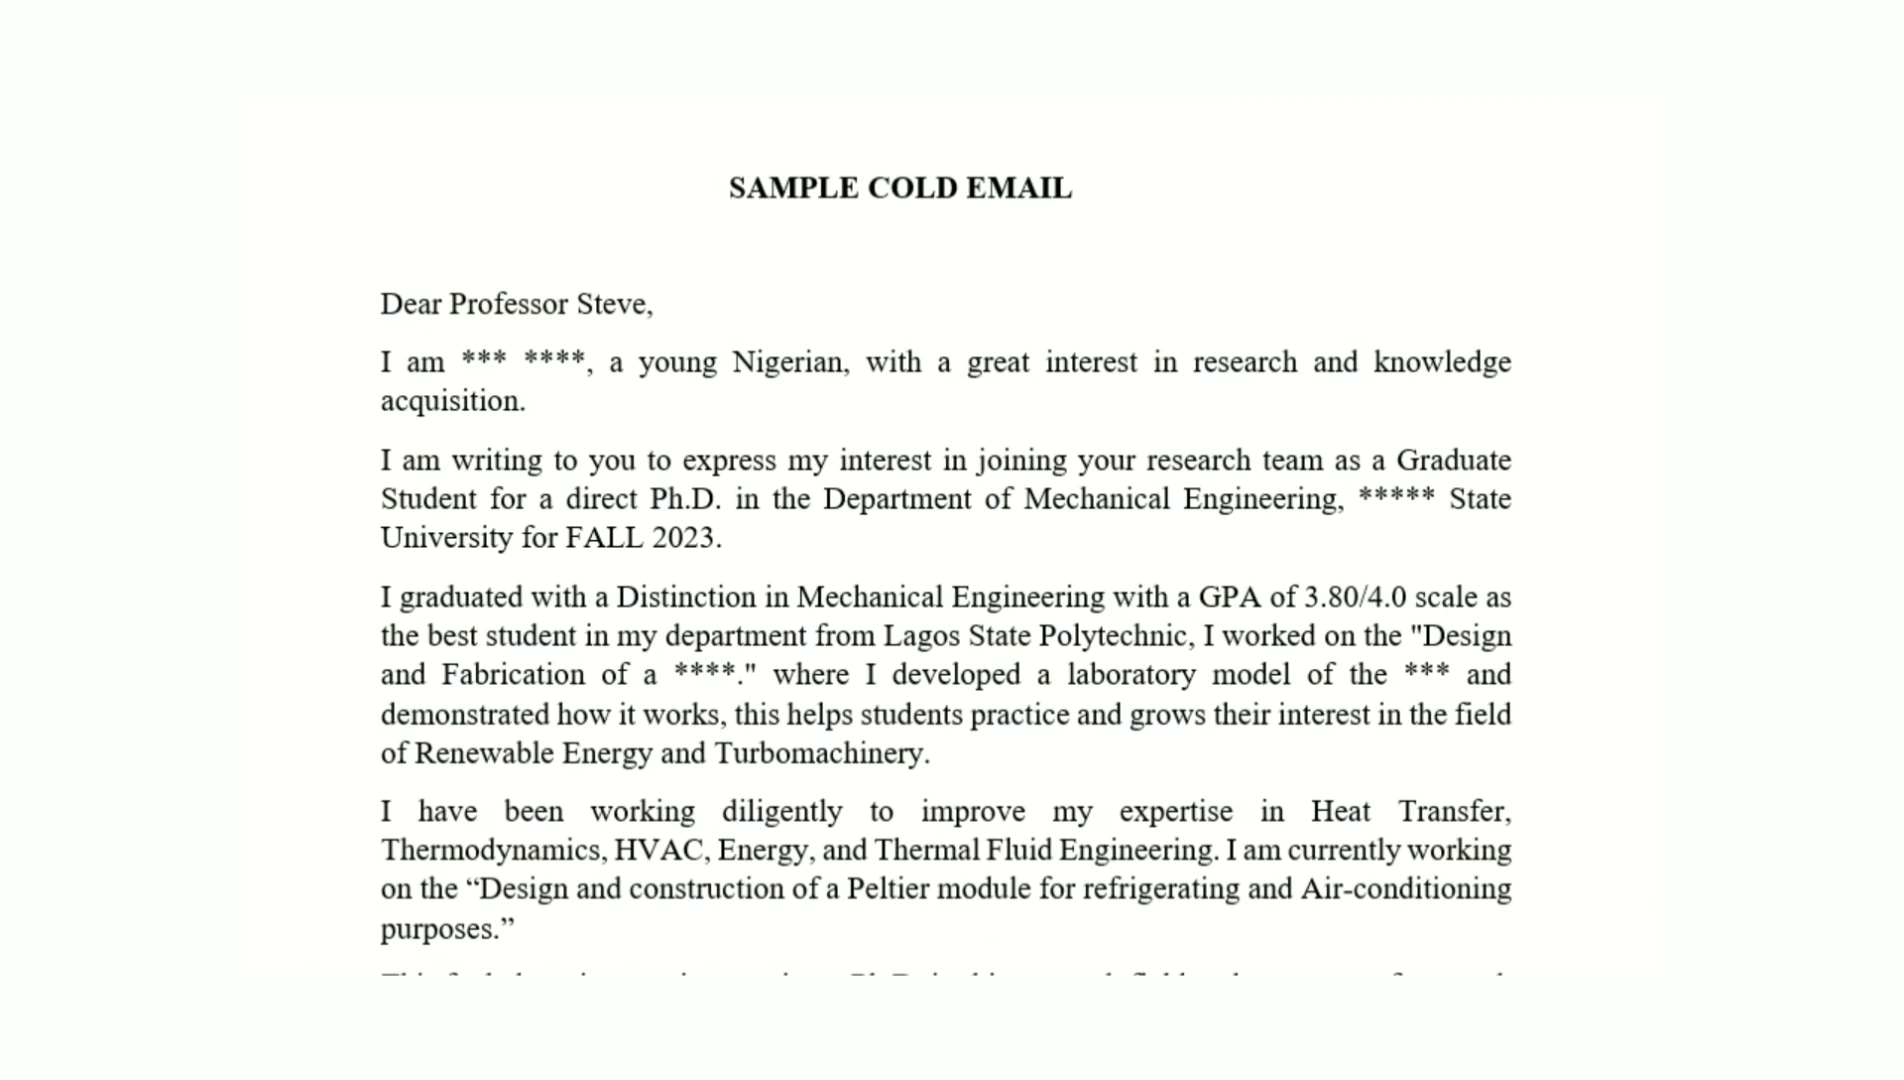 SAMPLE COLD EMAIL
Dear Professor Steve,
I am *** ****, a young Nigerian, with a great interest in research and knowledge
acquisition.
I am writing to you to express my interest in joining your research team as a Graduate
Student for a direct Ph.D. in the Department of Mechanical Engineering, ***** State
University for FALL 2023.
I graduated with a Distinction in Mechanical Engineering with a GPA of 3.80/4.0 scale as
the best student in my department from Lagos State Polytechnic, I worked on the "Design
and Fabrication of a ****." where I developed a laboratory model of the *** and
demonstrated how it works, this helps students practice and grows their interest in the field
of Renewable Energy and Turbomachinery.
I have been working diligently to improve my expertise in Heat Transfer,
Thermodynamics, HVAC, Energy, and Thermal Fluid Engineering. I am currently working
on the “Design and construction of a Peltier module for refrigerating and Air-conditioning
purposes.”